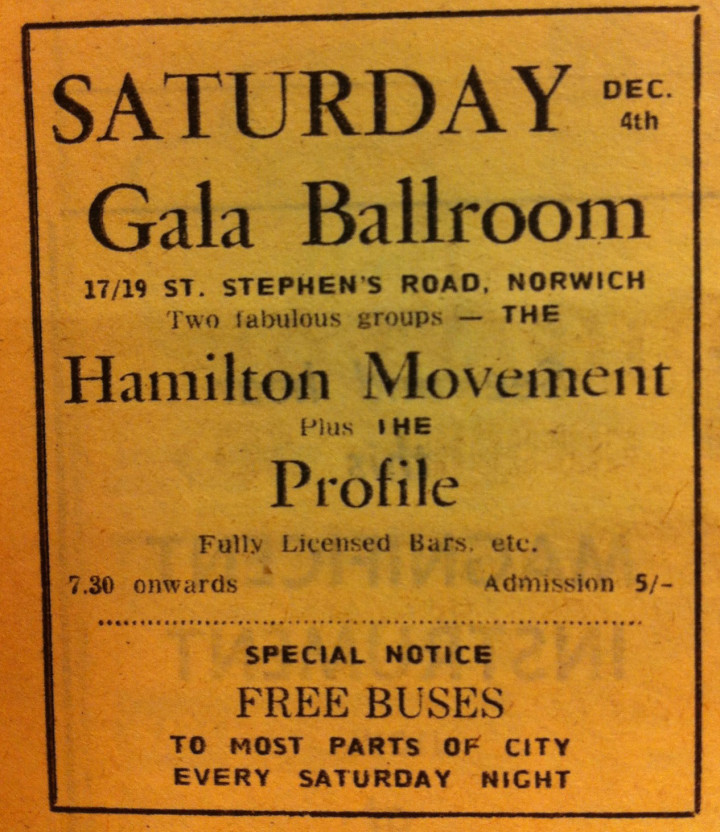 SATURDAY DEC. 4th
Gala Ballroom
17/19 ST. STEPHEN'S ROAD, NORWICH
Two fabulous groups — THE
Hamilton Movement
Plus THE
Profile
Fully Licensed Bars. etc.
7.30 onwards Admission 5/-
SPECIAL NOTICE
FREE BUSES
TO MOST PARTS OF CITY
EVERY SATURDAY NIGHT
MAGNIFICENT
INSTRUMENT